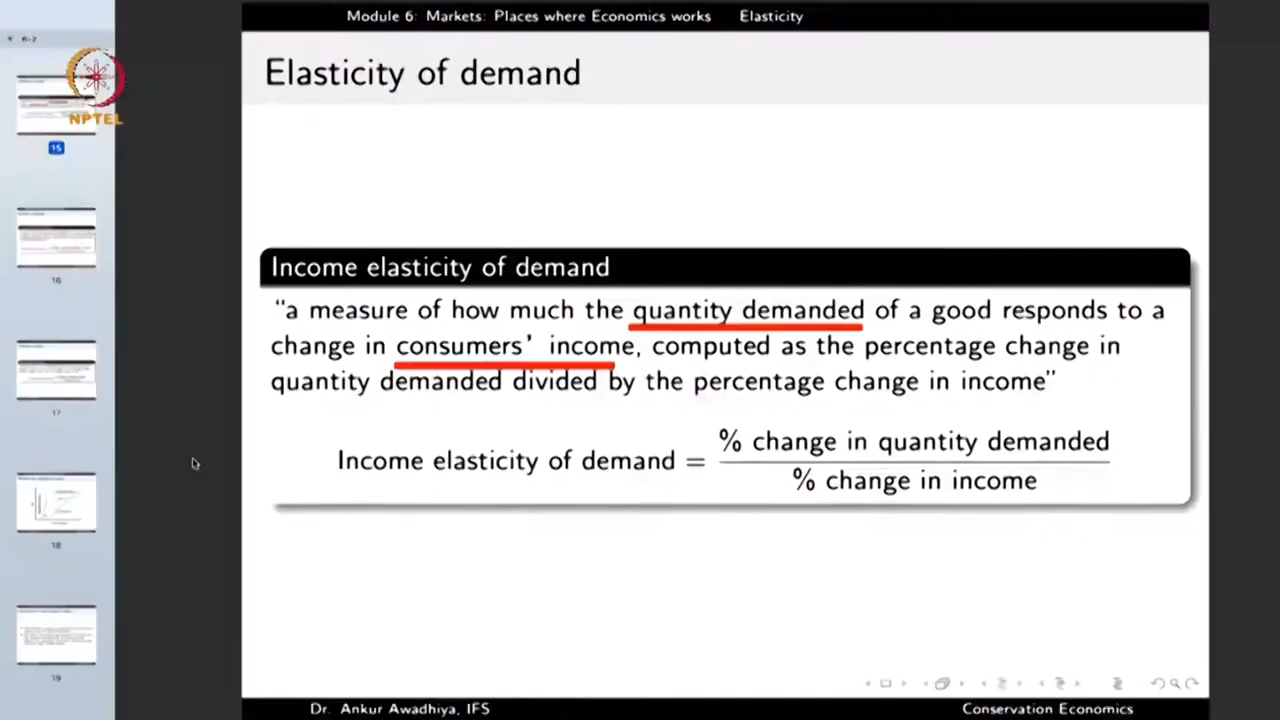 Module 6: Markets: Places where Economics works Elasticity
6-2
NPTEL
Elasticity of demand
15
16
17
18
19
Income elasticity of demand
“a measure of how much the quantity demanded of a good responds to a
change in consumers’ income, computed as the percentage change in
quantity demanded divided by the percentage change in income”
% change in quantity demanded
Income elasticity of demand =
% change in income
Dr. Ankur Awadhiya, IFS Conservation Economics